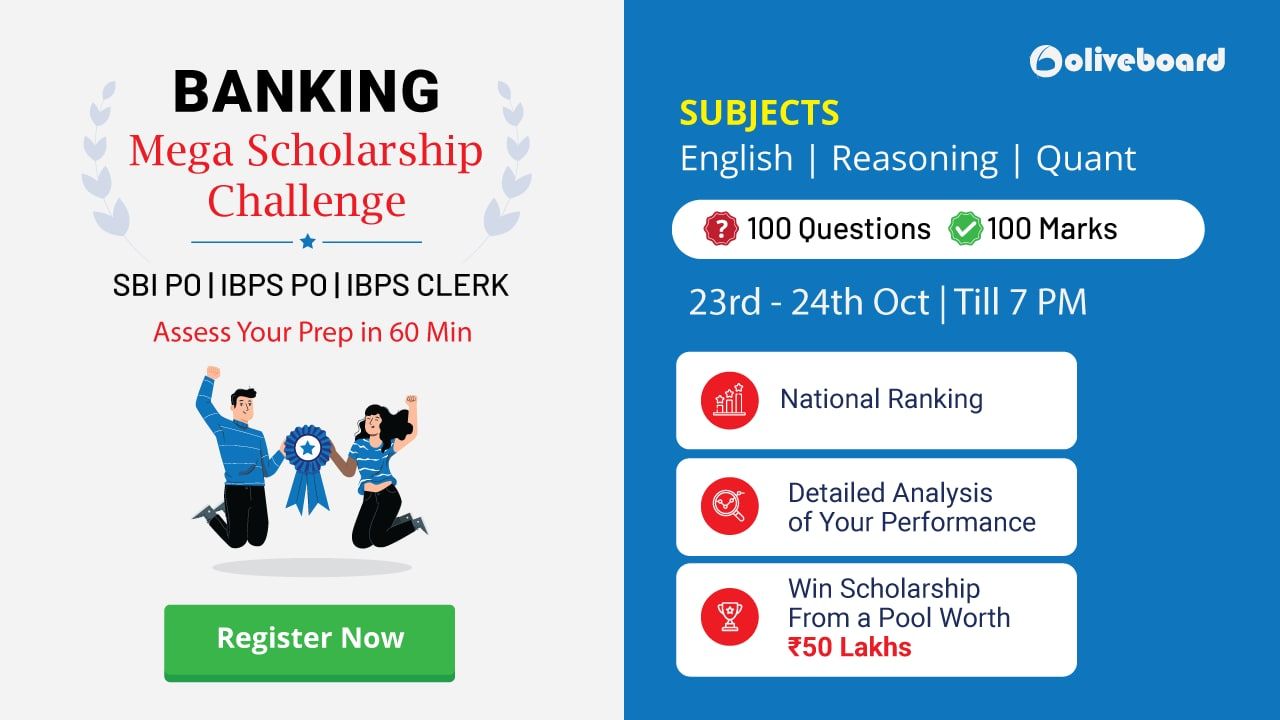 BANKING
Mega Scholarship
Challenge
SBI PO | IBPS PO | IBPS CLERK
Assess Your Prep in 60 Min
Register Now
oliveboard
SUBJECTS
English | Reasoning | Quant
? 100 Questions 100 Marks
23rd - 24th Oct | Till 7 PM
National Ranking
Detailed Analysis
of Your Performance
Win Scholarship
From a Pool Worth
₹50 Lakhs